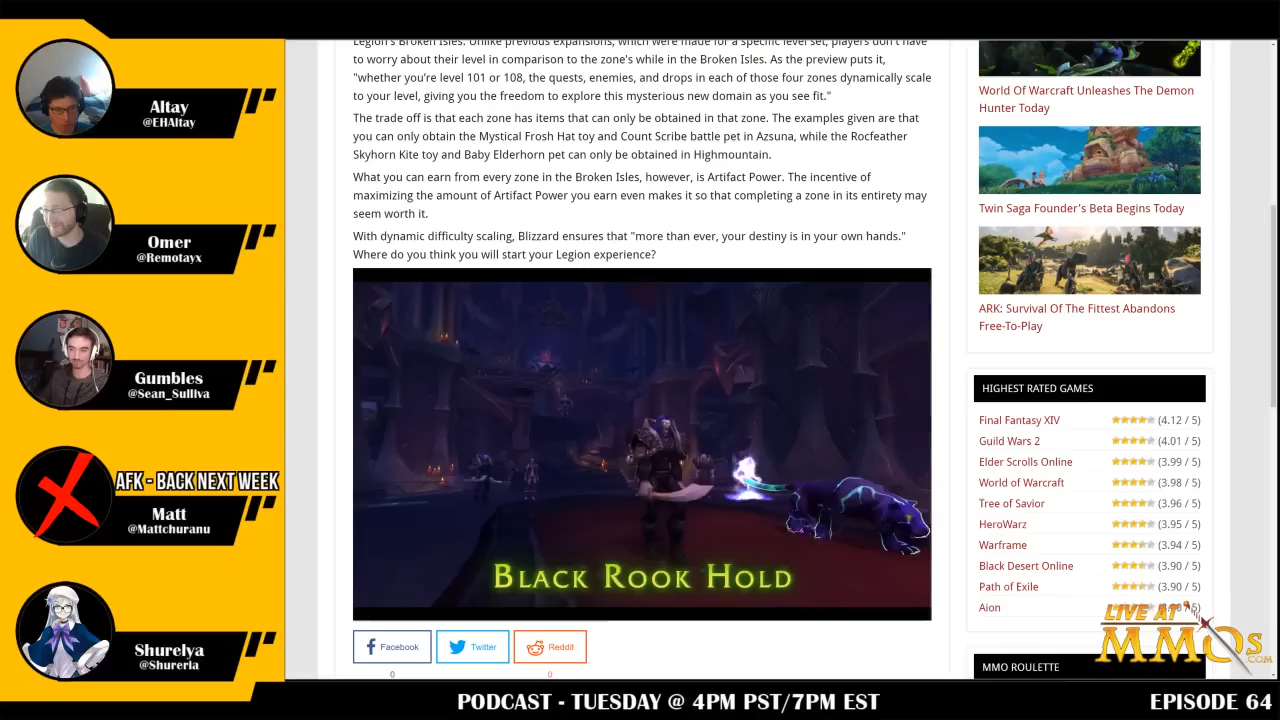 Altay
@EHAltay
Omer
@Remotayx
Gumbles
@Sean_Sulliva
AFK - BACK NEXT WEEK
Matt
@Mattchuranu
Shurelya
@Shureria
Legion's Broken Isles. Unlike previous expansions, which were made for a specific level set, players don't have
to worry about their level in comparison to the zone's while in the Broken Isles. As the preview puts it,
"whether you're level 101 or 108, the quests, enemies, and drops in each of those four zones dynamically scale
to your level, giving you the freedom to explore this mysterious new domain as you see fit."
The trade off is that each zone has items that can only be obtained in that zone. The examples given are that
you can only obtain the Mystical Frosh Hat toy and Count Scribe battle pet in Azsuna, while the Rocfeather
Skyhorn Kite toy and Baby Elderhorn pet can only be obtained in Highmountain.
What you can earn from every zone in the Broken Isles, however, is Artifact Power. The incentive of
maximizing the amount of Artifact Power you earn even makes it so that completing a zone in its entirety may
seem worth it.
With dynamic difficulty scaling, Blizzard ensures that "more than ever, your destiny is in your own hands."
Where do you think you will start your Legion experience?
BLACK ROOK HOLD
Facebook Twitter Reddit
0 0
World Of Warcraft Unleashes The Demon
Hunter Today
Twin Saga Founder's Beta Begins Today
ARK: Survival Of The Fittest Abandons
Free-To-Play
HIGHEST RATED GAMES
Final Fantasy XIV (4.12 / 5)
Guild Wars 2 (4.01 / 5)
Elder Scrolls Online (3.99 / 5)
World of Warcraft (3.98 / 5)
Tree of Savior (3.96 / 5)
HeroWarz (3.95 / 5)
Warframe (3.94 / 5)
Black Desert Online (3.90 / 5)
Path of Exile (3.90 / 5)
Aion
LIVE AT
MMOs.com
MMO ROULETTE
PODCAST - TUESDAY @ 4PM PST/7PM EST
EPISODE 64